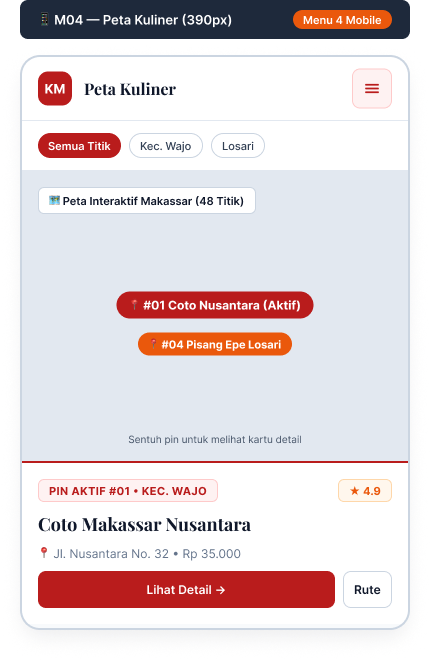 M04 — Peta Kuliner (390px)
Menu 4 Mobile
KM
Peta Kuliner
Semua Titik
Kec. Wajo
Losari
Peta Interaktif Makassar (48 Titik)
#01 Coto Nusantara (Aktif)
#04 Pisang Epe Losari
Sentuh pin untuk melihat kartu detail
PIN AKTIF #01 • KEC. WAJO
★ 4.9
Coto Makassar Nusantara
Jl. Nusantara No. 32 • Rp 35.000
Lihat Detail →
Rute